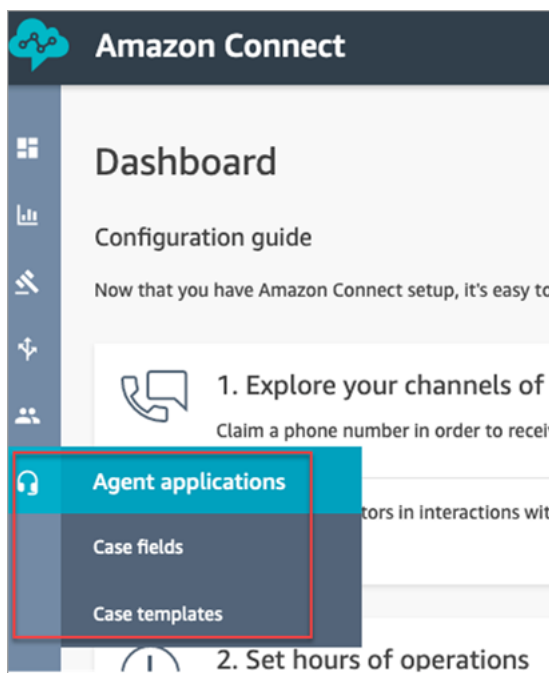 Amazon Connect
Dashboard
Configuration guide
Now that you have Amazon Connect setup, it's easy to
1. Explore your channels of
Claim a phone number in order to recei
Agent applications
tors in interactions wit
Case fields
Case templates
2. Set hours of operations